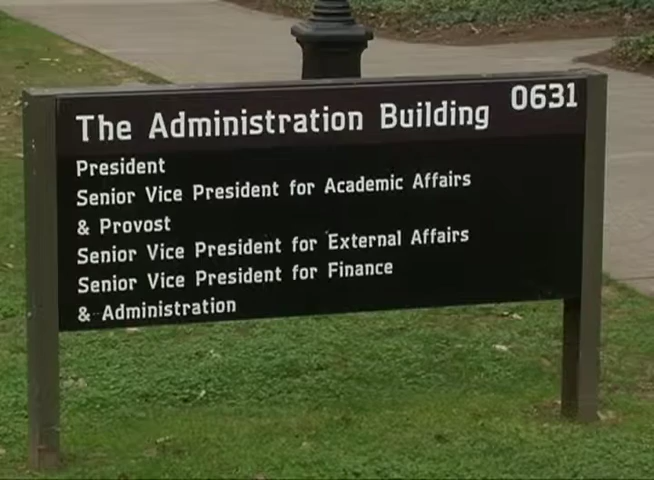 The Administration Building 0631
President
Senior Vice President for Academic Affairs
& Provost
Senior Vice President for External Affairs
Senior Vice President for Finance
& Administration